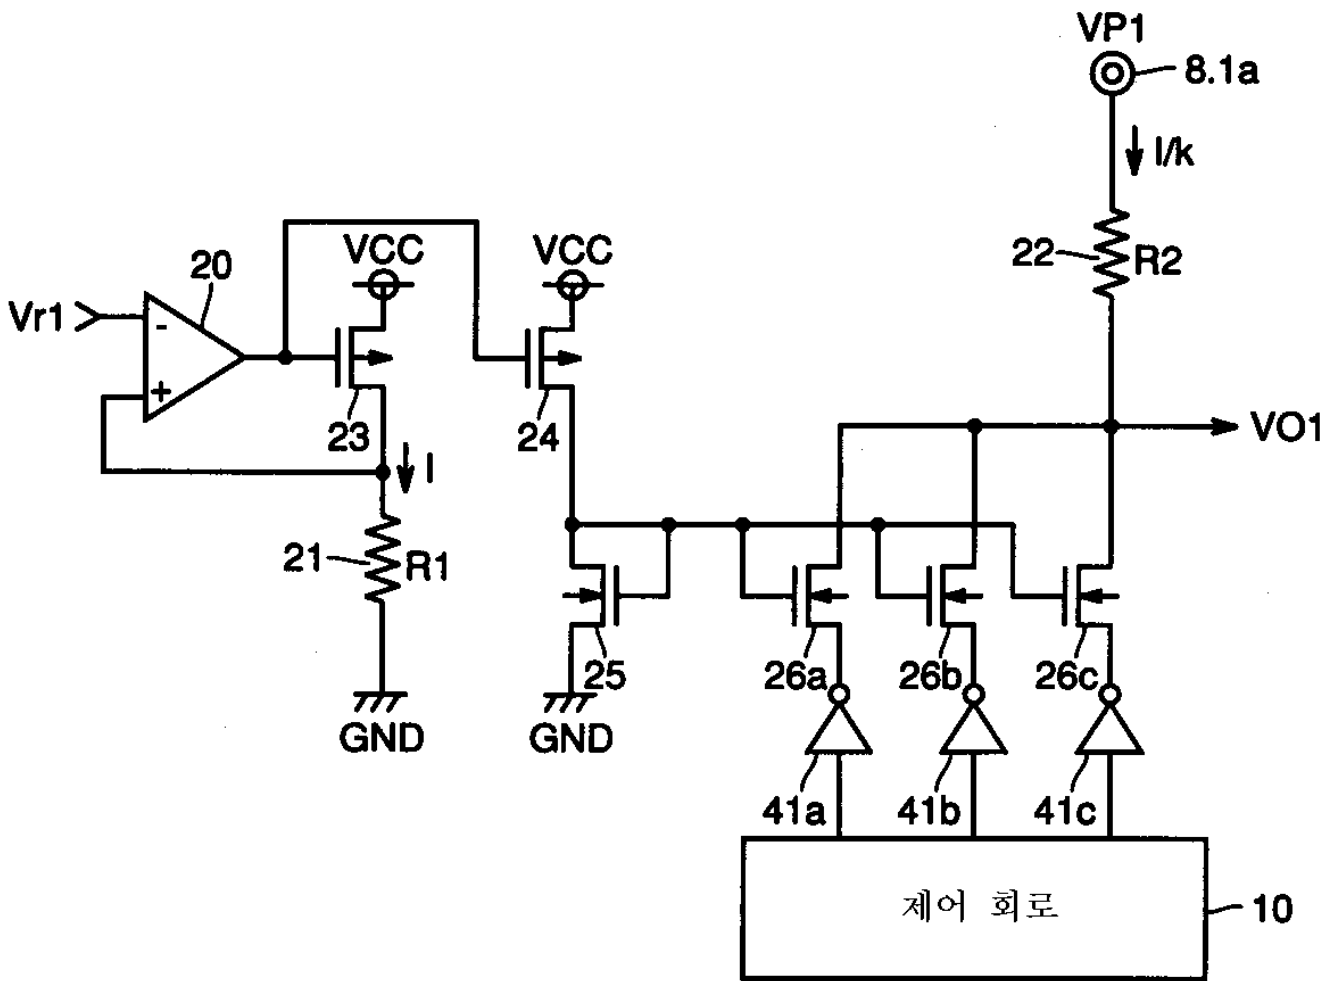 VP1
8.1a
I/k
22
R2
VCC
VCC
20
Vr1
-
+
23
24
VO1
I
21
R1
25
26a
26b
26c
GND
GND
41a
41b
41c
제어 회로
10